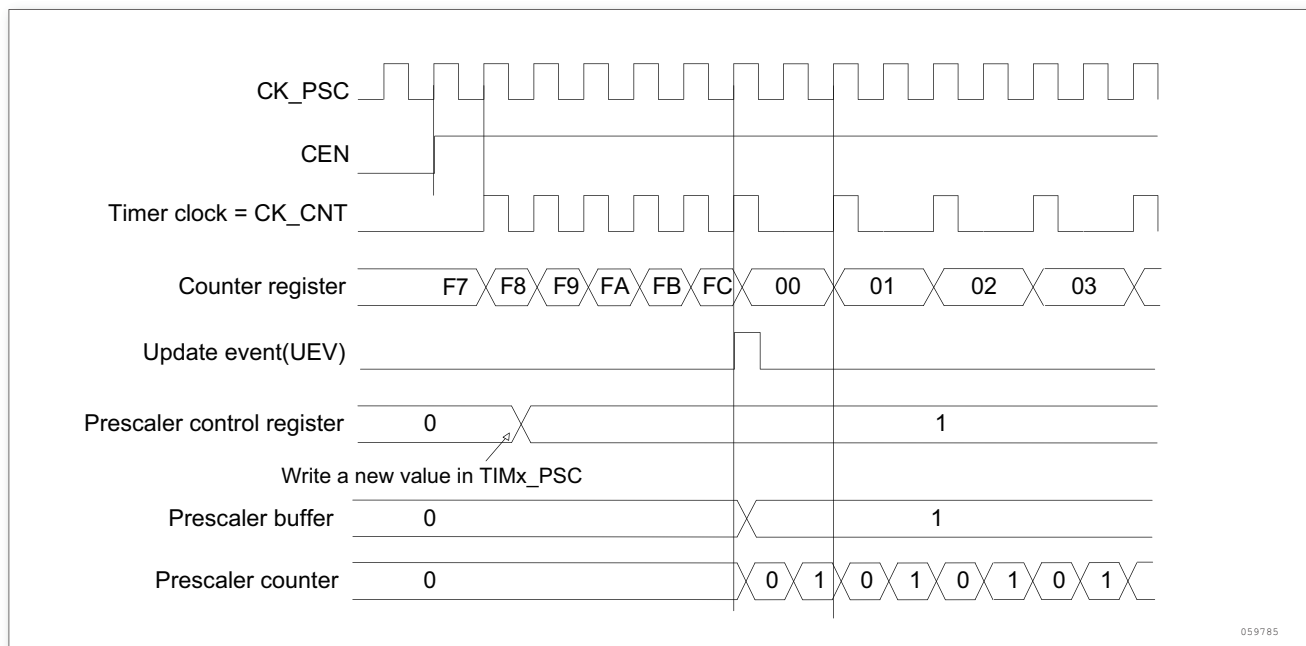 CK_PSC
CEN
Timer clock = CK_CNT
Counter register F7 F8 F9 FA FB FC 00 01 02 03
Update event(UEV)
Prescaler control register 0 1
Write a new value in TIMx_PSC
Prescaler buffer 0 1
Prescaler counter 0 0 1 0 1 0 1 0 1
059785